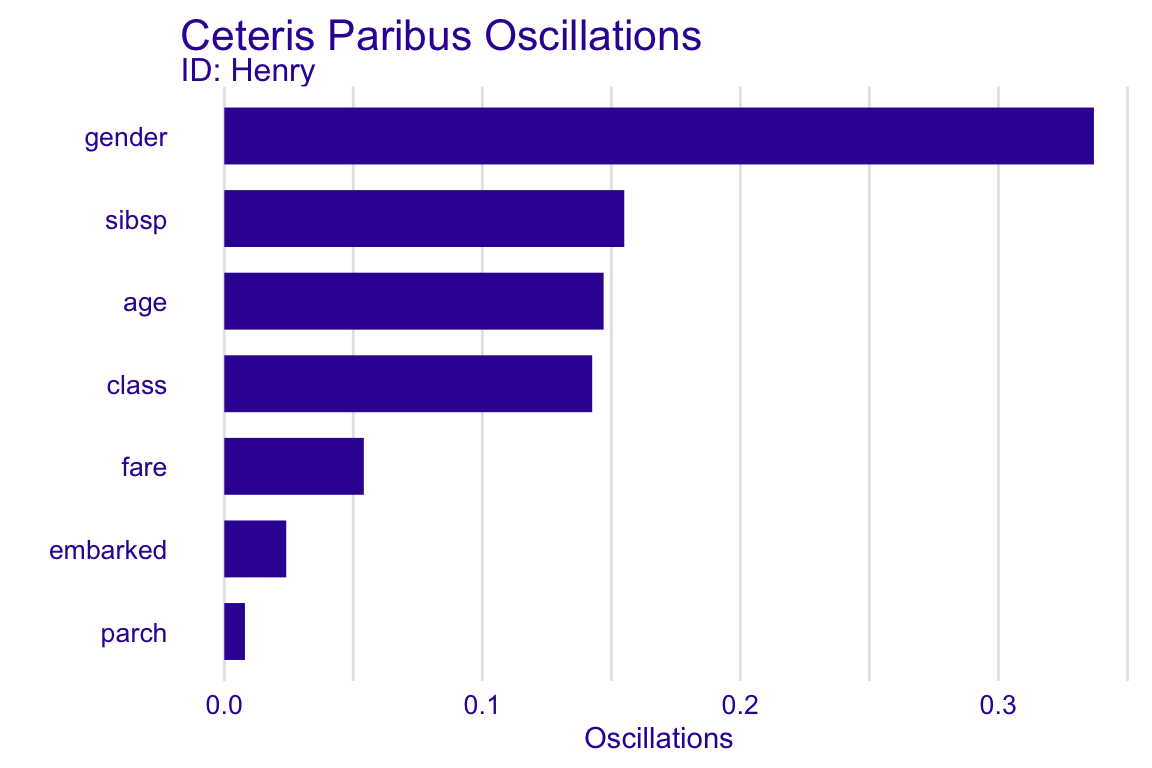 Ceteris Paribus Oscillations
ID: Henry
gender
sibsp
age
class
fare
embarked
parch
0.0 0.1 0.2 0.3
Oscillations